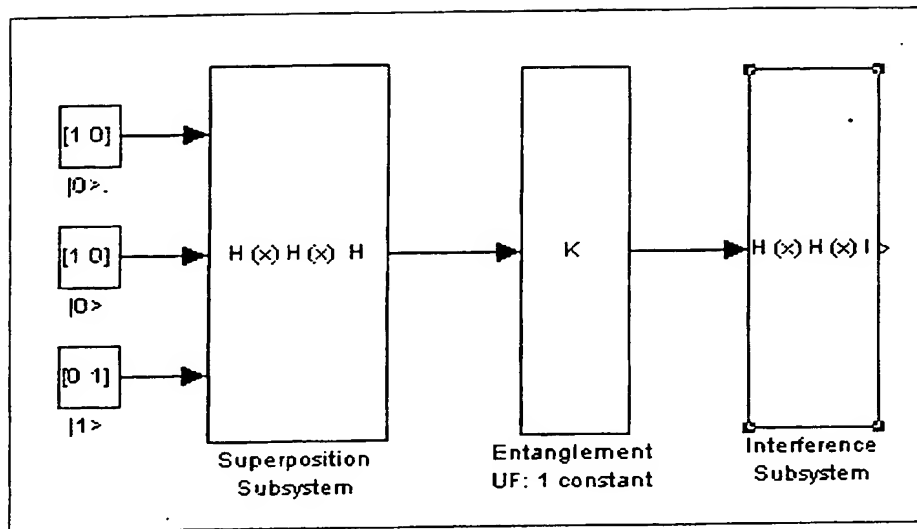 [1 0]
|0>.
[1 0]
|0>
[0 1]
|1>
H (x) H (x) H
Superposition
Subsystem
K
Entanglement
UF: 1 constant
H (x) H (x) I >
Interference
Subsystem